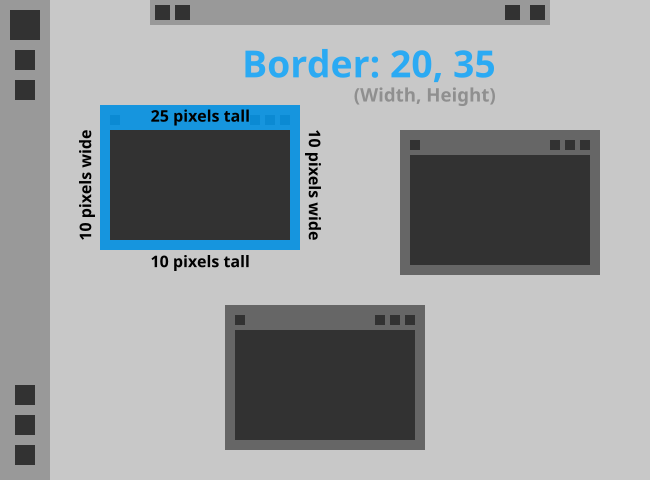 Border: 20, 35
(Width, Height)
25 pixels tall
10 pixels wide
10 pixels wide
10 pixels tall